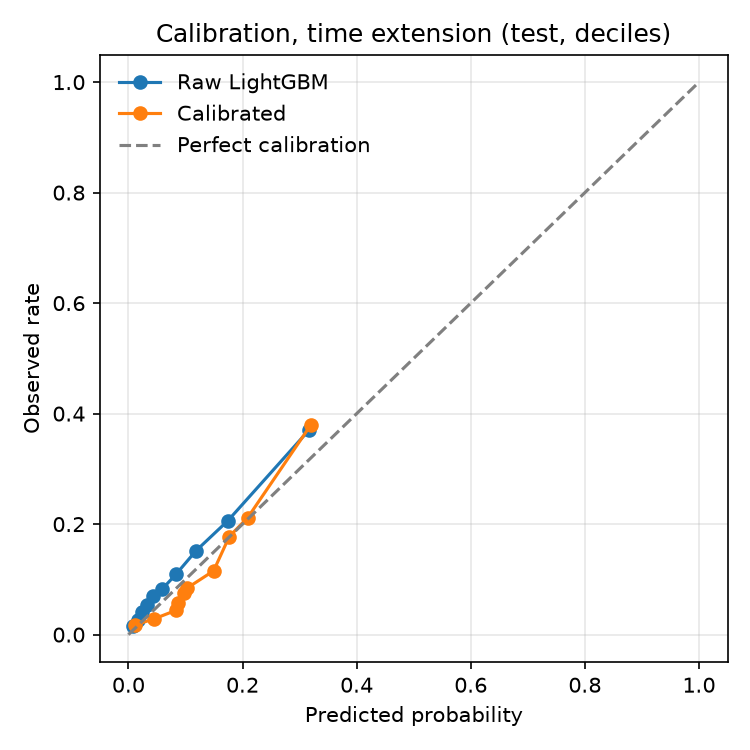 Calibration, time extension (test, deciles)
Raw LightGBM
Calibrated
Perfect calibration
1.0
0.8
0.6
0.4
0.2
0.0
Observed rate
0.0 0.2 0.4 0.6 0.8 1.0
Predicted probability